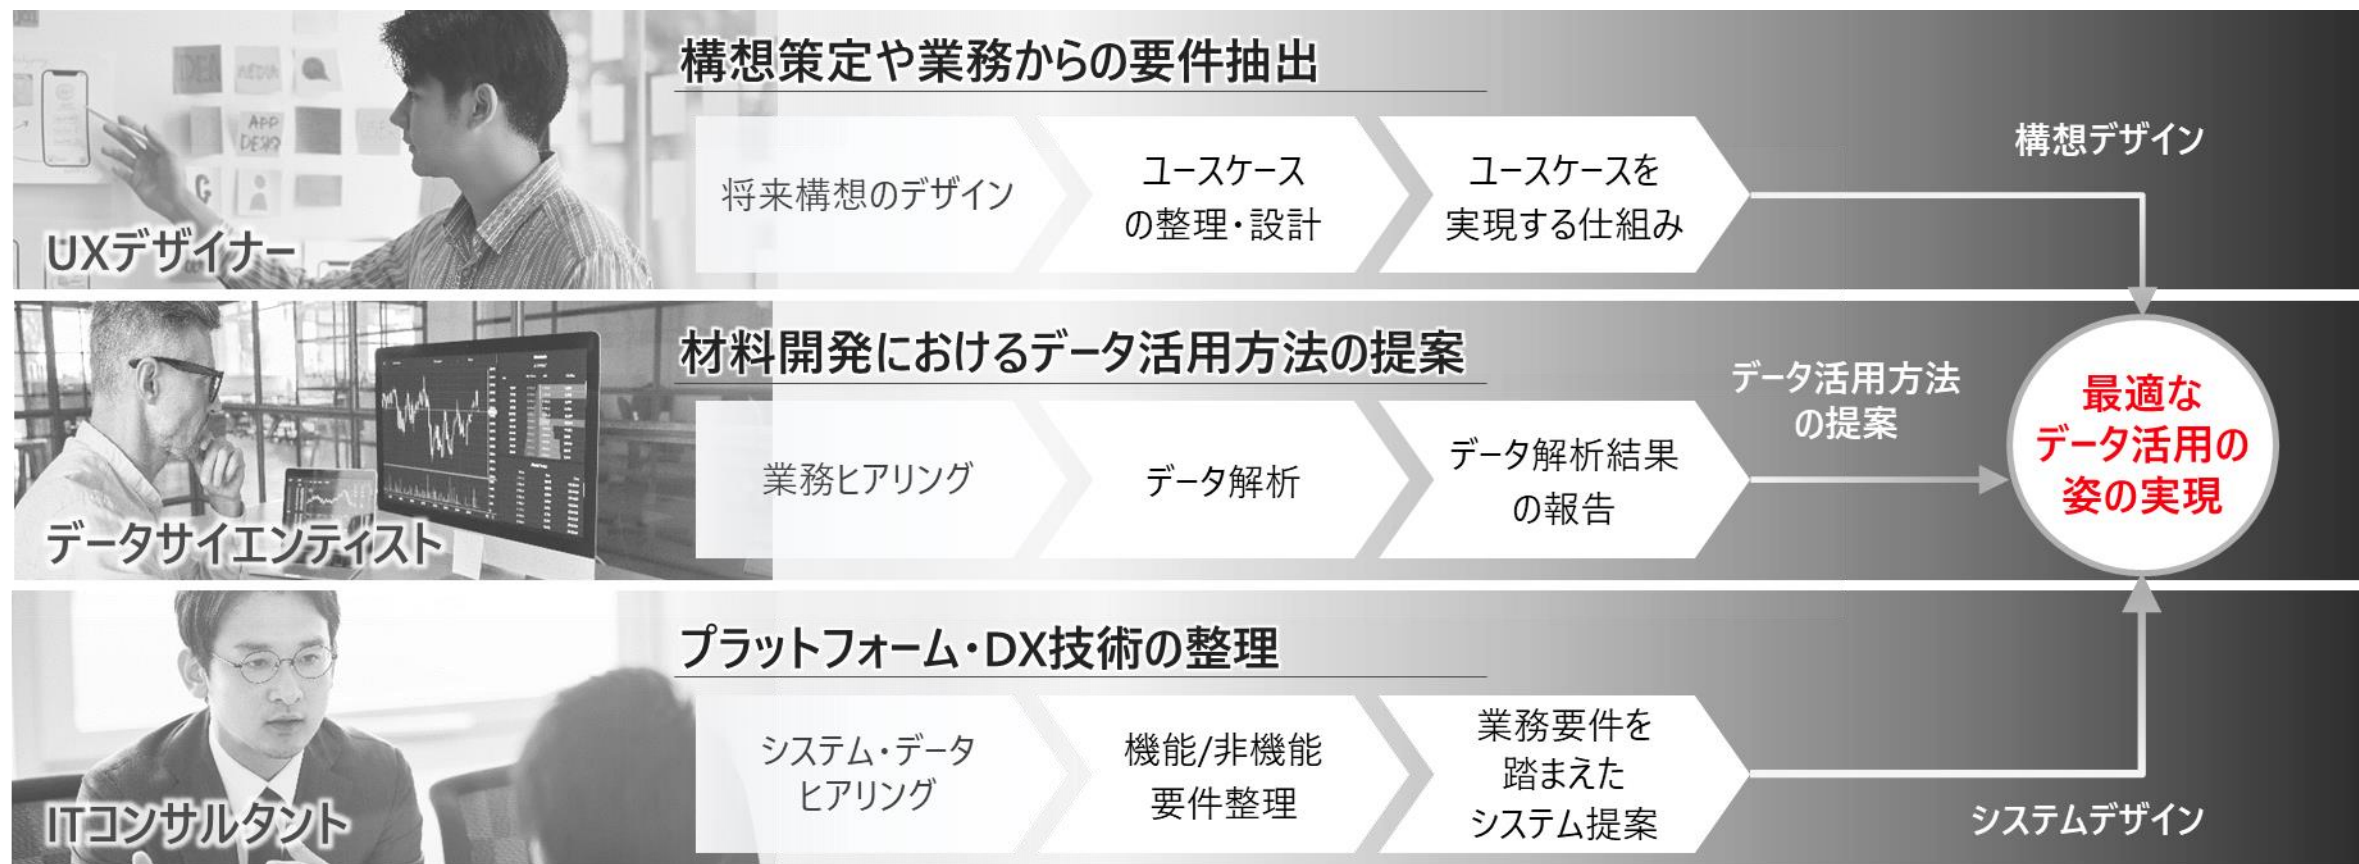 構想策定や業務からの要件抽出
将来構想のデザイン
ユースケース
の整理・設計
ユースケースを
実現する仕組み
構想デザイン
UXデザイナー
APP
材料開発におけるデータ活用方法の提案
業務ヒアリング
データ解析
データ解析結果
の報告
データ活用方法
の提案
最適な
データ活用の
姿の実現
データサイエンティスト
プラットフォーム・DX技術の整理
システム・データ
ヒアリング
機能/非機能
要件整理
業務要件を
踏まえた
システム提案
システムデザイン
ITコンサルタント